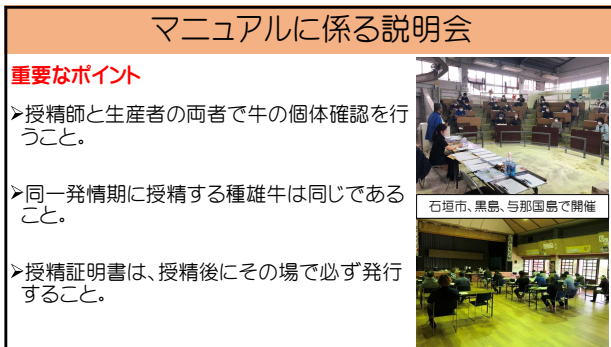 マニュアルに係る説明会
重要なポイント
➤授精師と生産者の両者で牛の個体確認を行
うこと。
➤同一発情期に授精する種雄牛は同じである
こと。
➤授精証明書は、授精後にその場で必ず発行
すること。
石垣市、黒島、与那国島で開催